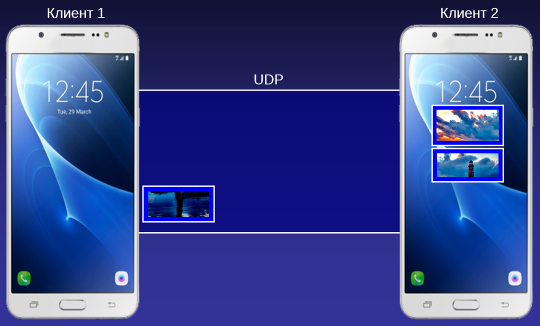 Клиент 1
Клиент 2
UDP
12:45
Tue, 29 March
12:45